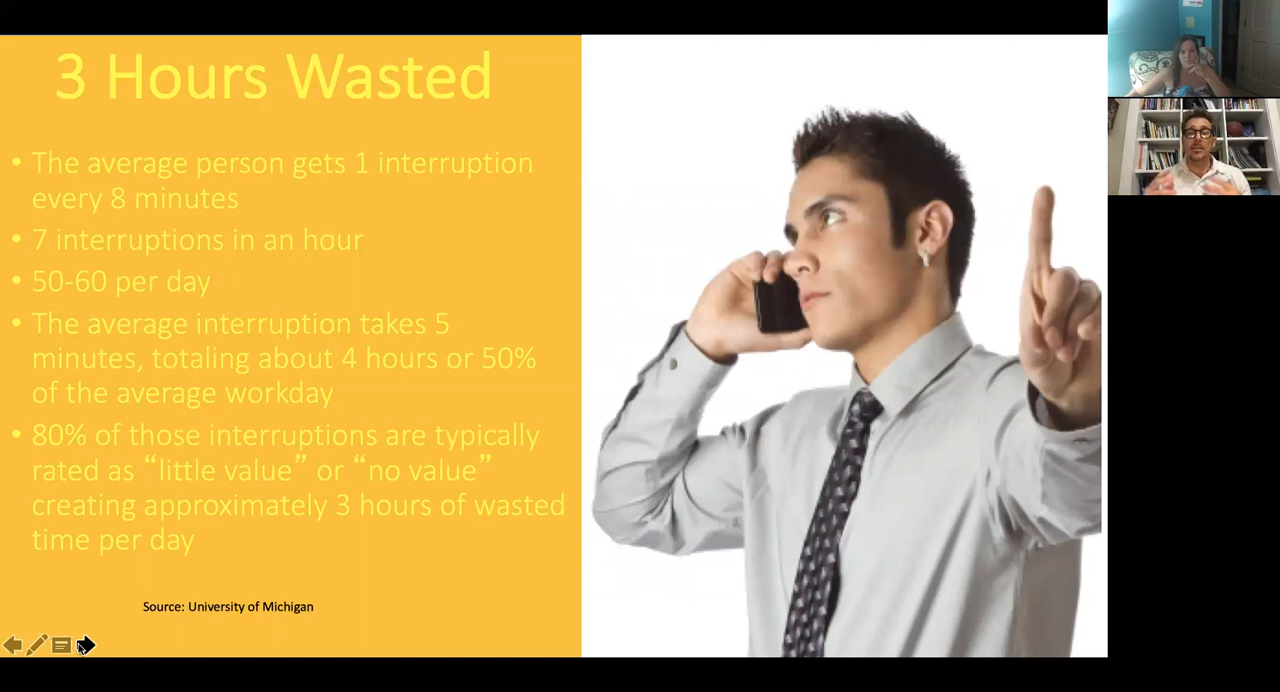 3 Hours Wasted
• The average person gets 1 interruption
every 8 minutes
• 7 interruptions in an hour
• 50-60 per day
• The average interruption takes 5
minutes, totaling about 4 hours or 50%
of the average workday
• 80% of those interruptions are typically
rated as “little value” or “no value”
creating approximately 3 hours of wasted
time per day
Source: University of Michigan